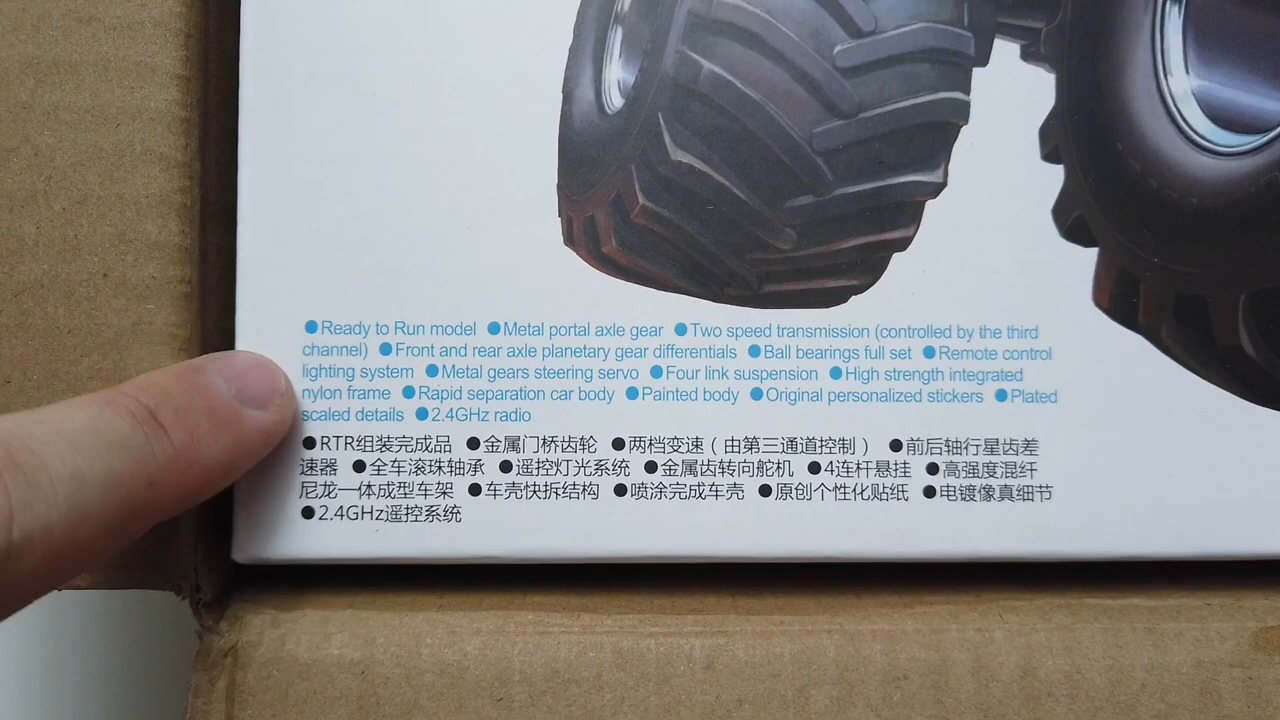 ●Ready to Run model ●Metal portal axle gear ●Two speed transmission (controlled by the third
channel) ●Front and rear axle planetary gear differentials ●Ball bearings full set ●Remote control
lighting system ●Metal gears steering servo ●Four link suspension ●High strength integrated
nylon frame ●Rapid separation car body ●Painted body ●Original personalized stickers ●Plated
scaled details ●2.4GHz radio
●RTR组装完成品 ●金属门桥齿轮 ●两档变速（由第三通道控制） ●前后轴行星齿差
速器 ●全车滚珠轴承 ●遥控灯光系统 ●金属齿转向舵机 ●4连杆悬挂 ●高强度混纤
尼龙一体成型车架 ●车壳快拆结构 ●喷涂完成车壳 ●原创个性化贴纸 ●电镀像真细节
●2.4GHz遥控系统